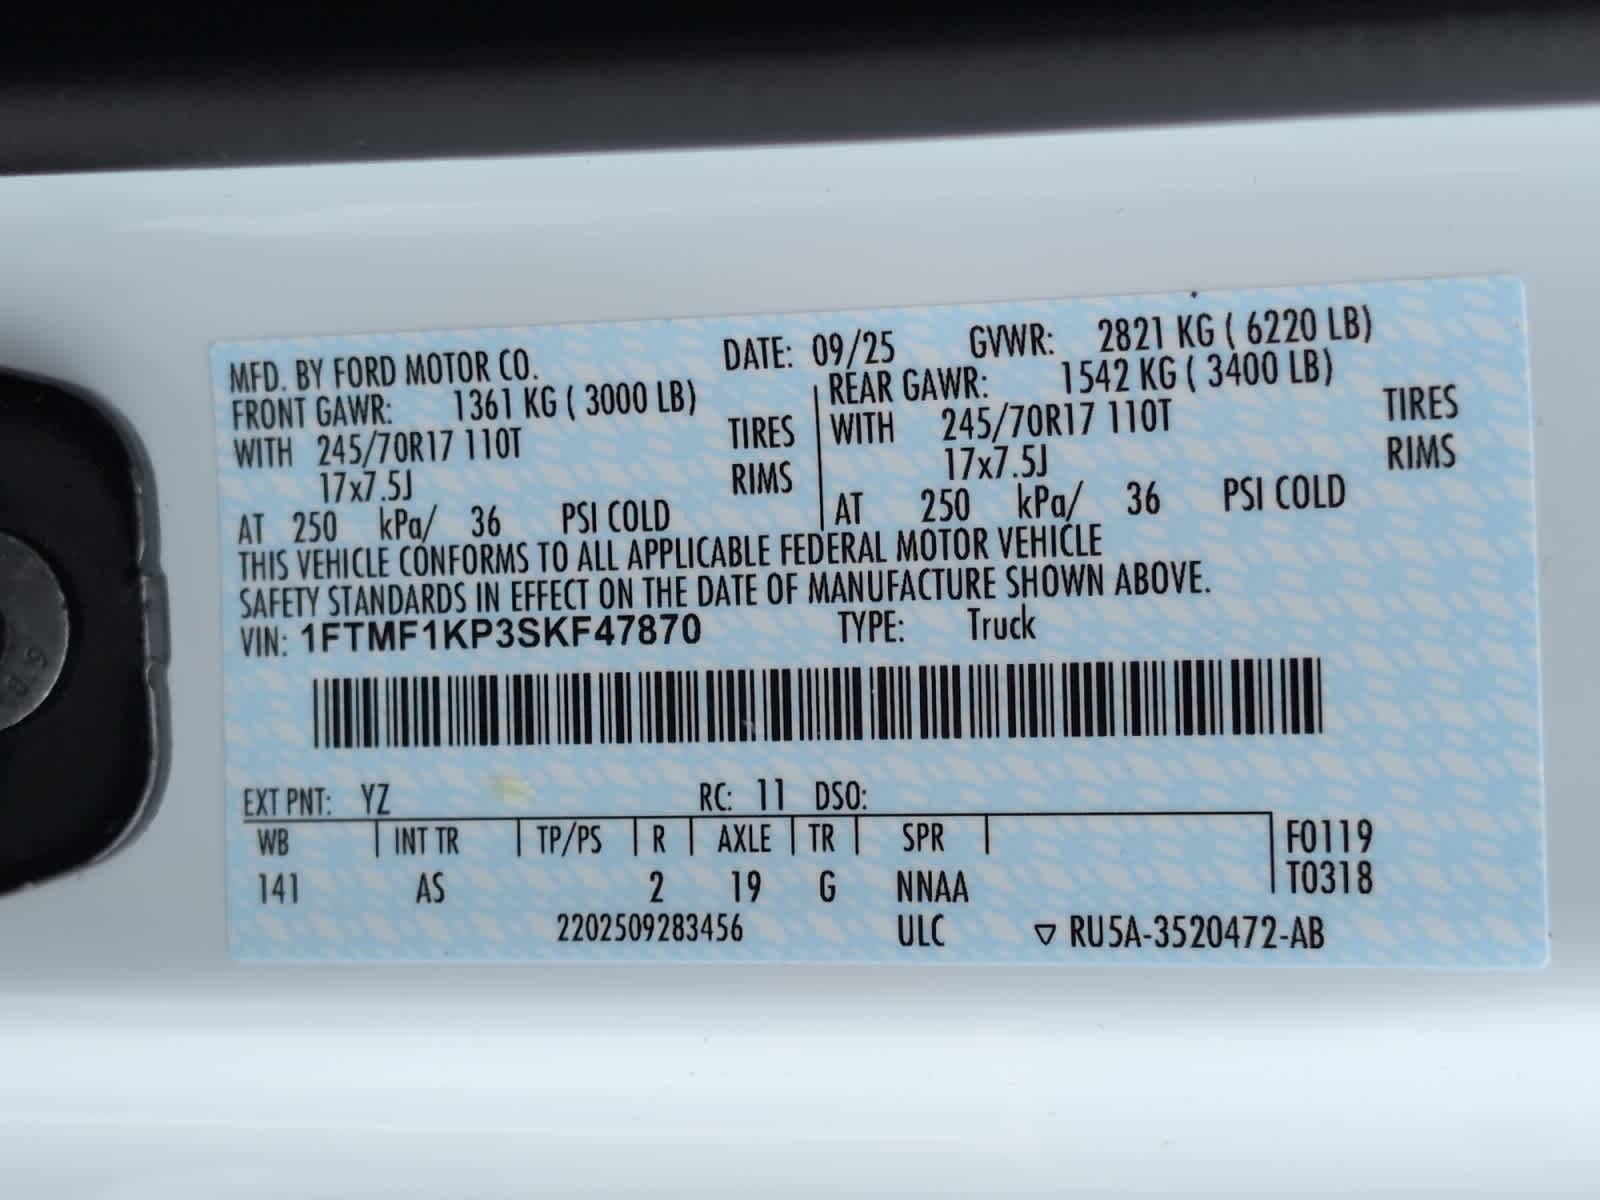 MFD. BY FORD MOTOR CO. DATE: 09/25 GVWR: 2821 KG ( 6220 LB)
FRONT GAWR: 1361 KG ( 3000 LB) REAR GAWR: 1542 KG ( 3400 LB)
WITH 245/70R17 110T TIRES WITH 245/70R17 110T TIRES
17x7.5J RIMS 17x7.5J RIMS
AT 250 kPa/ 36 PSI COLD AT 250 kPa/ 36 PSI COLD
THIS VEHICLE CONFORMS TO ALL APPLICABLE FEDERAL MOTOR VEHICLE
SAFETY STANDARDS IN EFFECT ON THE DATE OF MANUFACTURE SHOWN ABOVE.
VIN: 1FTMF1KP3SKF47870 TYPE: Truck
EXT PNT: YZ RC: 11 DSO:
WB INT TR TP/PS R AXLE TR SPR F0119
141 AS 2 19 G NNAA T0318
2202509283456 ULC ▽ RU5A-3520472-AB